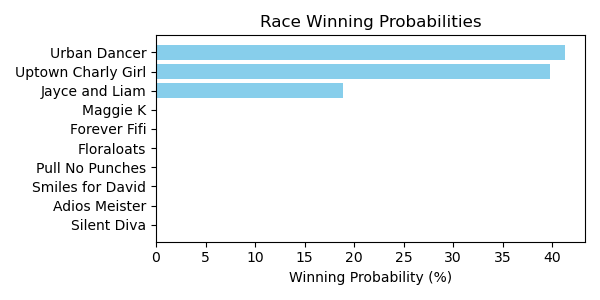 Race Winning Probabilities
Urban Dancer
Uptown Charly Girl
Jayce and Liam
Maggie K
Forever Fifi
Floraloats
Pull No Punches
Smiles for David
Adios Meister
Silent Diva
0 5 10 15 20 25 30 35 40
Winning Probability (%)